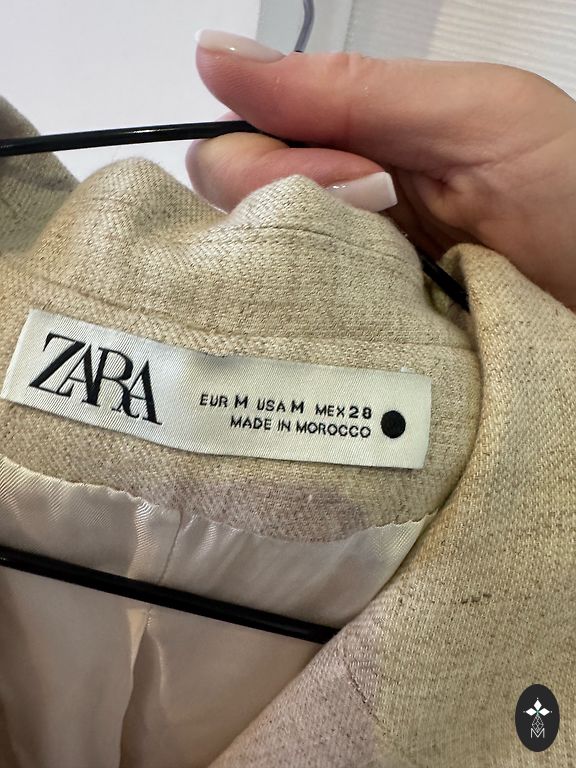 ZARA
EUR M USA M MEX 28
MADE IN MOROCCO
M